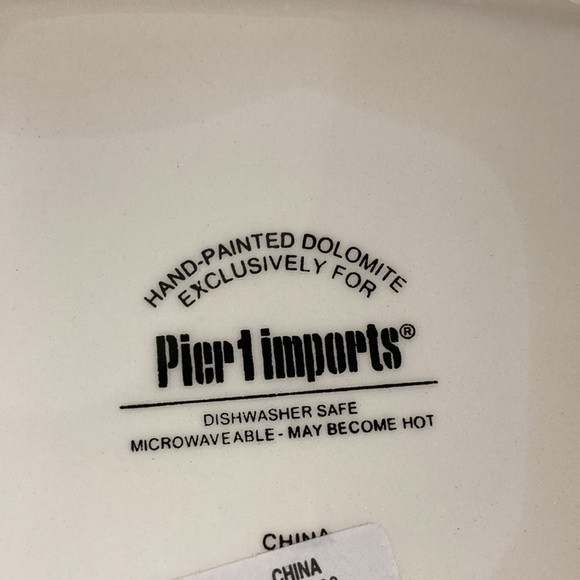 HAND-PAINTED DOLOMITE
EXCLUSIVELY FOR
Pier 1 imports®
DISHWASHER SAFE
MICROWAVEABLE - MAY BECOME HOT
CHINA
CHINA